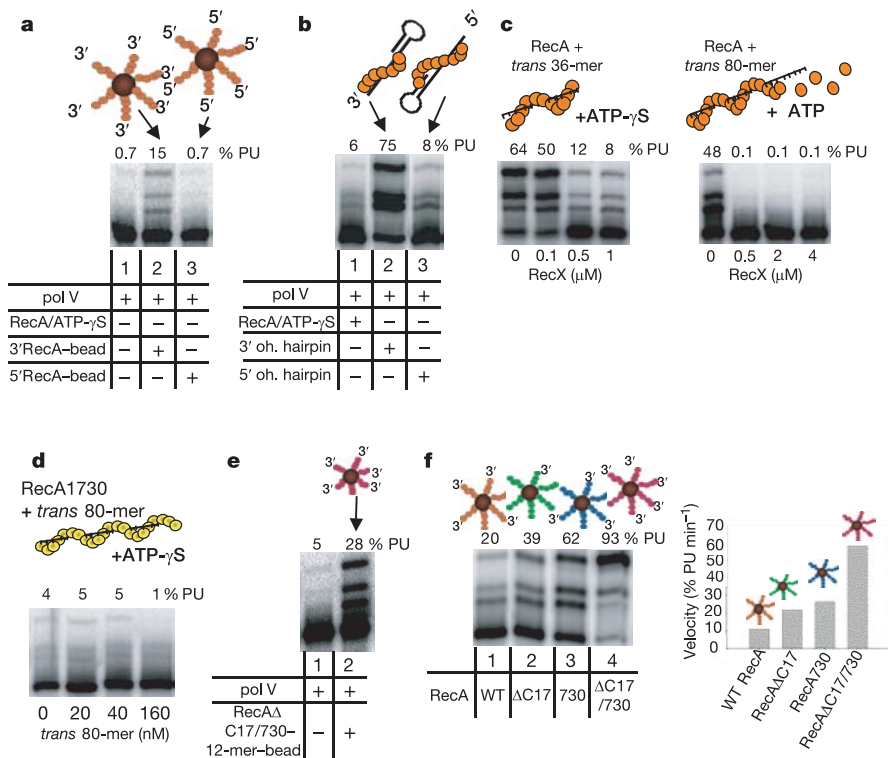 a
3′ 3′ 5′ 5′
3′ 3′ 5′ 5′
3′ 3′ 5′ 5′
3′ 5′
0.7 15 0.7 % PU
1 2 3
pol V + + +
RecA/ATP-γS − − −
3′RecA–bead − + −
5′RecA–bead − − +
b
5′
3′
6 75 8 % PU
1 2 3
pol V + + +
RecA/ATP-γS + − −
3′ oh. hairpin − + −
5′ oh. hairpin − − +
c
RecA +
trans 36-mer
+ATP-γS
64 50 12 8 % PU
0 0.1 0.5 1
RecX (μM)
RecA +
trans 80-mer
+ ATP
48 0.1 0.1 0.1 % PU
0 0.5 2 4
RecX (μM)
d
RecA1730
+ trans 80-mer
+ATP-γS
4 5 5 1 % PU
0 20 40 160
trans 80-mer (nM)
e
3′ 3′
3′ 3′
3′
5 28 % PU
1 2
pol V + +
RecAΔ
C17/730–
12-mer–bead − +
f
3′ 3′ 3′ 3′
3′ 3′ 3′ 3′
20 39 62 93 % PU
1 2 3 4
RecA WT ΔC17 730 ΔC17
/730
Velocity (% PU min⁻¹)
70
60
50
40
30
20
10
0
WT RecA
RecAΔC17
RecA730
RecAΔC17/730